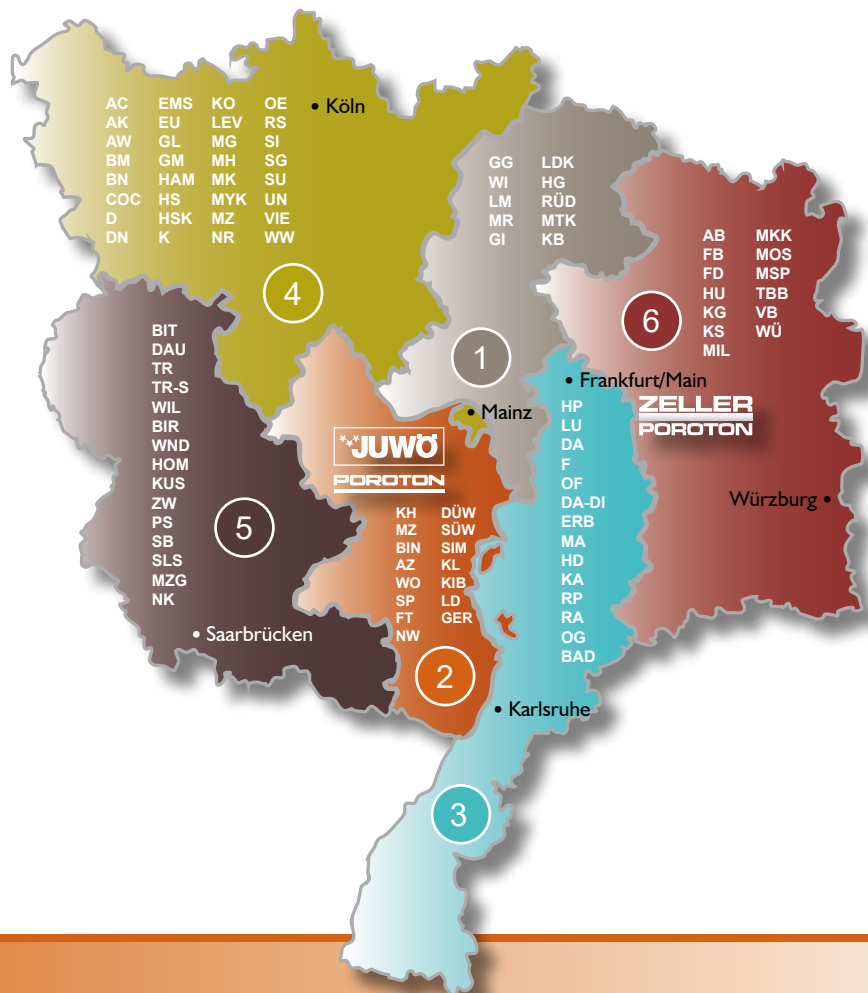 AC EMS KO OE
AK EU LEV RS
AW GL MG SI
BM GM MH SG
BN HAM MK SU
COC HS MYK UN
D HSK MZ VIE
DN K NR WW
• Köln
4
GG LDK
WI HG
LM RÜD
MR MTK
GI KB
1
AB MKK
FB MOS
FD MSP
HU TBB
KG VB
KS WÜ
MIL
6
ZELLER
POROTON
Würzburg •
BIT
DAU
TR
TR-S
WIL
BIR
WND
HOM
KUS
ZW
PS
SB
SLS
MZG
NK
5
• Saarbrücken
• Mainz
JUWÖ
POROTON
KH DÜW
MZ SÜW
BIN SIM
AZ KL
WO KIB
SP LD
FT GER
NW
2
• Frankfurt/Main
HP
LU
DA
F
OF
DA-DI
ERB
MA
HD
KA
RP
RA
OG
BAD
• Karlsruhe
3